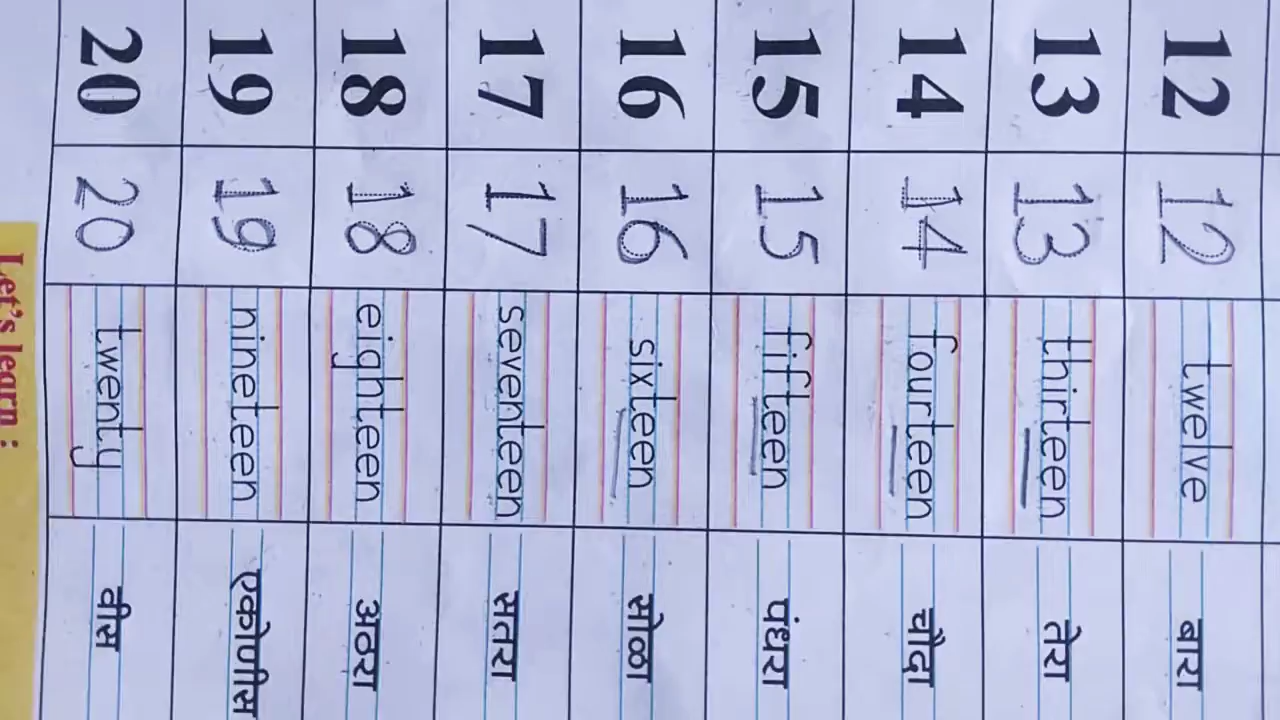 12 12 twelve बारा
13 13 thirteen तेरा
14 14 fourteen चौदा
15 15 fifteen पंधरा
16 16 sixteen सोळा
17 17 seventeen सतरा
18 18 eighteen अठरा
19 19 nineteen एकोणीस
20 20 twenty वीस
Let's learn :